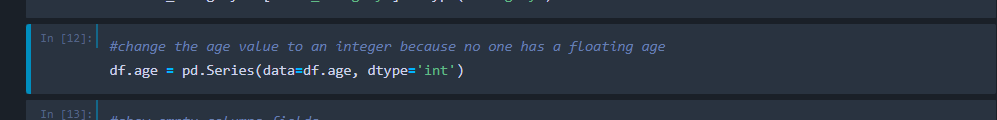 In [12]:
#change the age value to an integer because no one has a floating age
df.age = pd.Series(data=df.age, dtype='int')
In [13]: